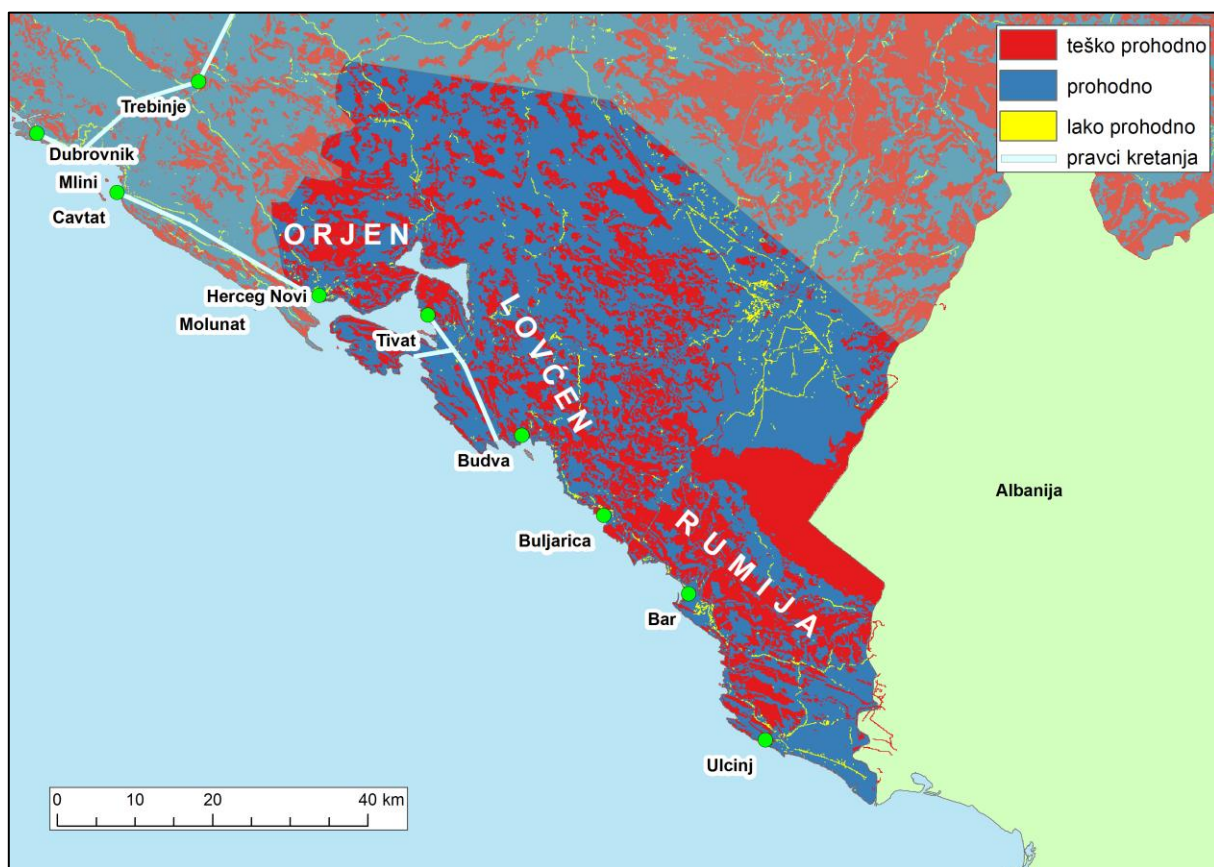 teško prohodno
prohodno
lako prohodno
pravci kretanja
Trebinje
Dubrovnik
Mlini
Cavtat
ORJEN
Herceg Novi
Molunat
Tivat
LOVĆEN
Budva
Albanija
Buljarica
RUMIJA
Bar
Ulcinj
0 10 20 40 km